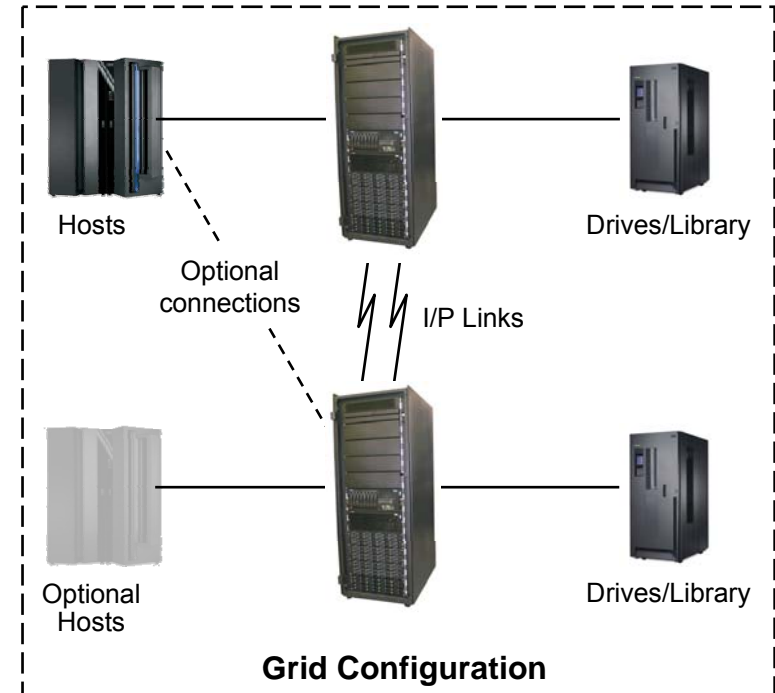 Hosts
Drives/Library
Optional
connections
I/P Links
Optional
Hosts
Drives/Library
Grid Configuration